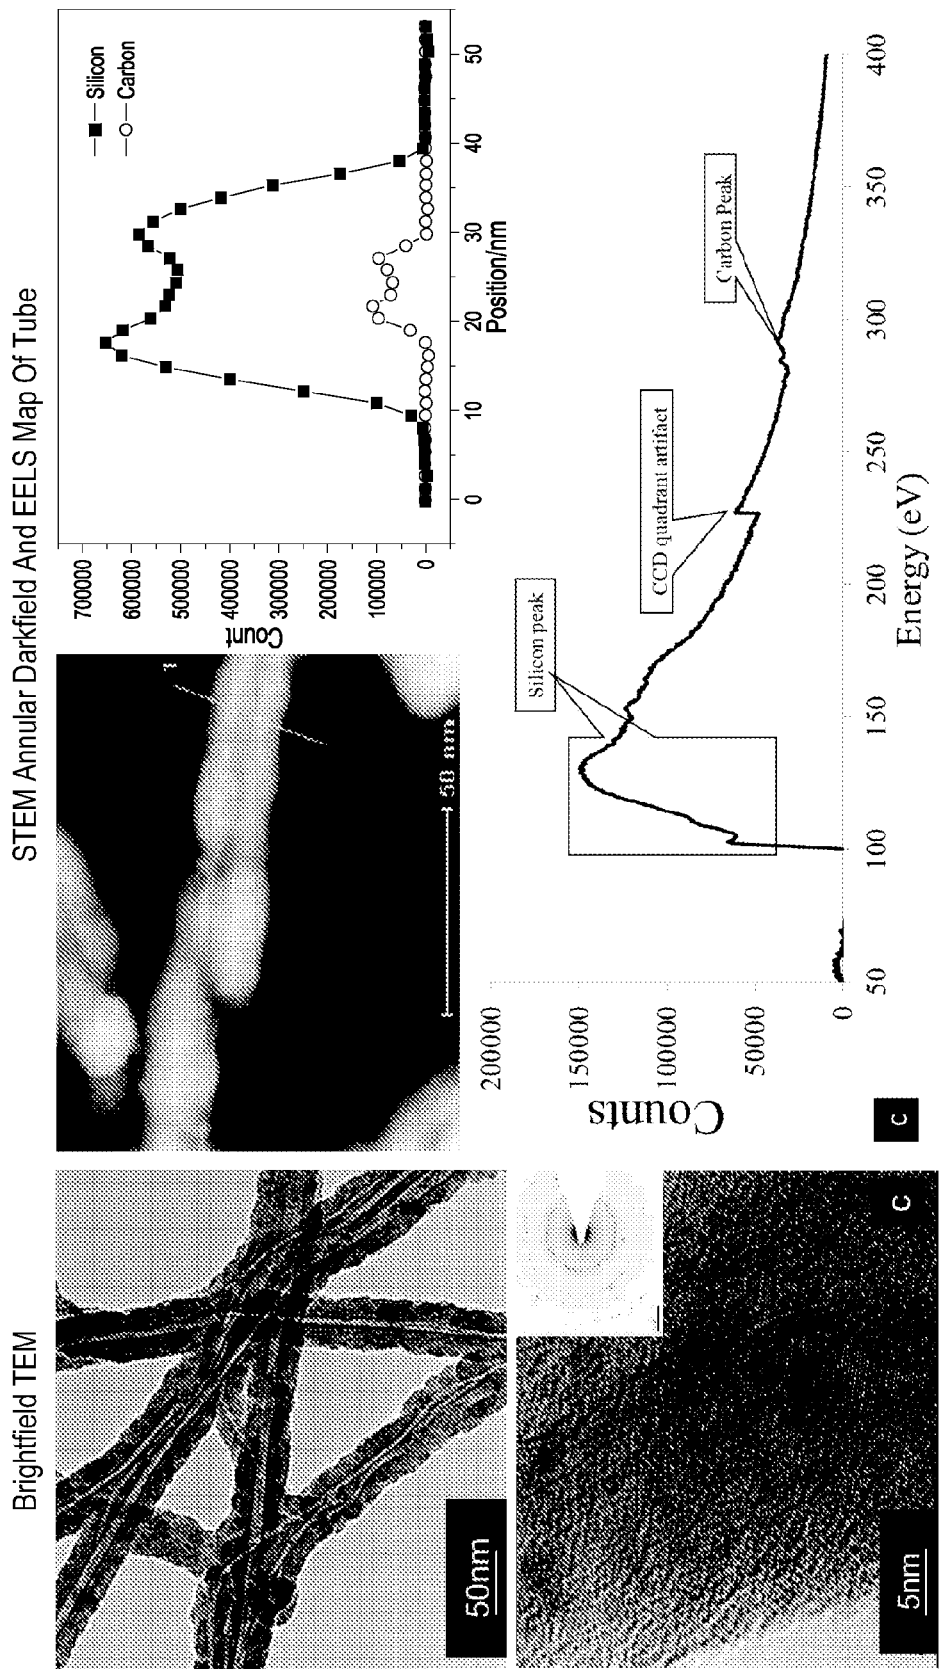 Brightfield TEM
50nm
5nm
C
STEM Annular Darkfield And EELS Map Of Tube
1
50 nm
700000
600000
500000
400000
300000
200000
100000
0
Count
Silicon
Carbon
0
10
20
30
40
50
Position/nm
200000
150000
100000
50000
0
Counts
Silicon peak
CCD quadrant artifact
Carbon Peak
50
100
150
200
250
300
350
400
Energy (eV)
C